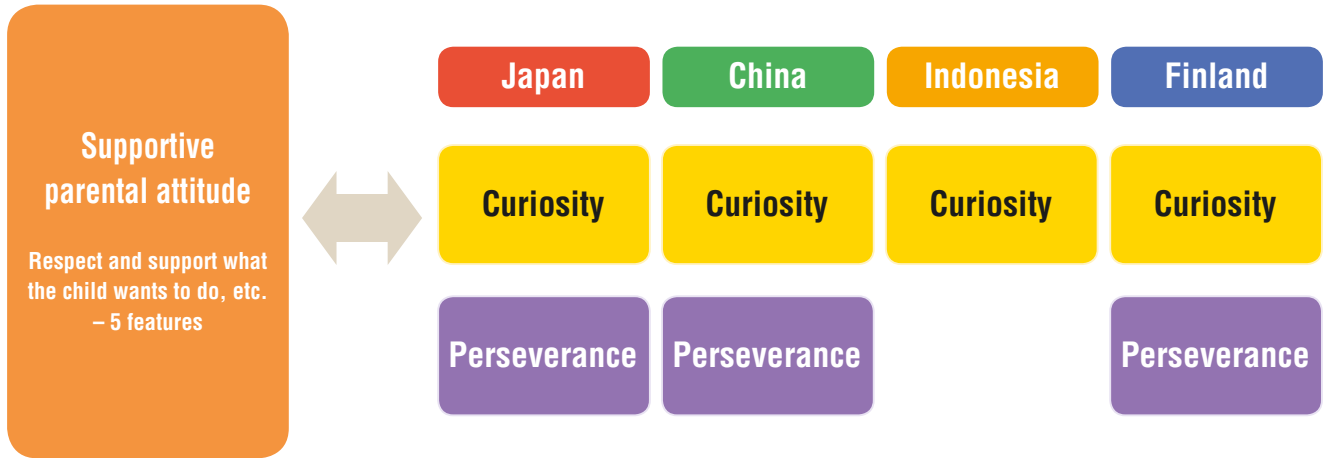 Supportive
parental attitude
Respect and support what
the child wants to do, etc.
– 5 features
Japan
China
Indonesia
Finland
Curiosity
Curiosity
Curiosity
Curiosity
Perseverance
Perseverance
Perseverance